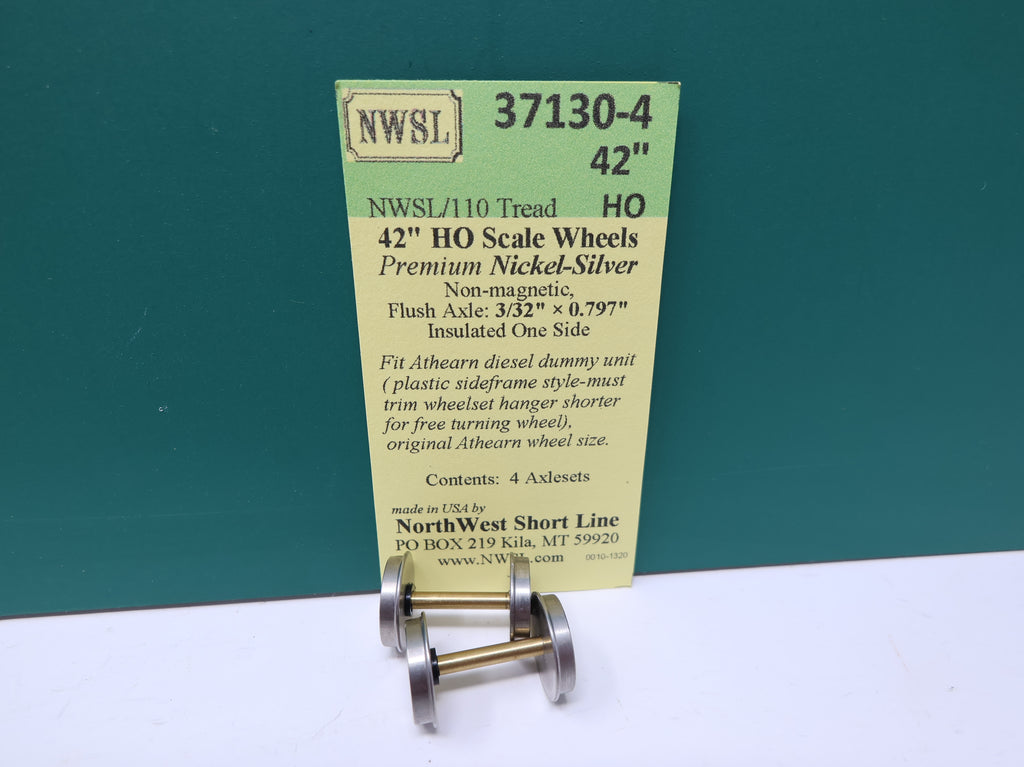 NWSL
37130-4
42"
NWSL/110 Tread HO
42" HO Scale Wheels
Premium Nickel-Silver
Non-magnetic,
Flush Axle: 3/32" × 0.797"
Insulated One Side
Fit Athearn diesel dummy unit
( plastic sideframe style-must
trim wheelset hanger shorter
for free turning wheel),
original Athearn wheel size.
Contents: 4 Axlesets
made in USA by
NorthWest Short Line
PO BOX 219 Kila, MT 59920
www.NWSL.com 0010-1320